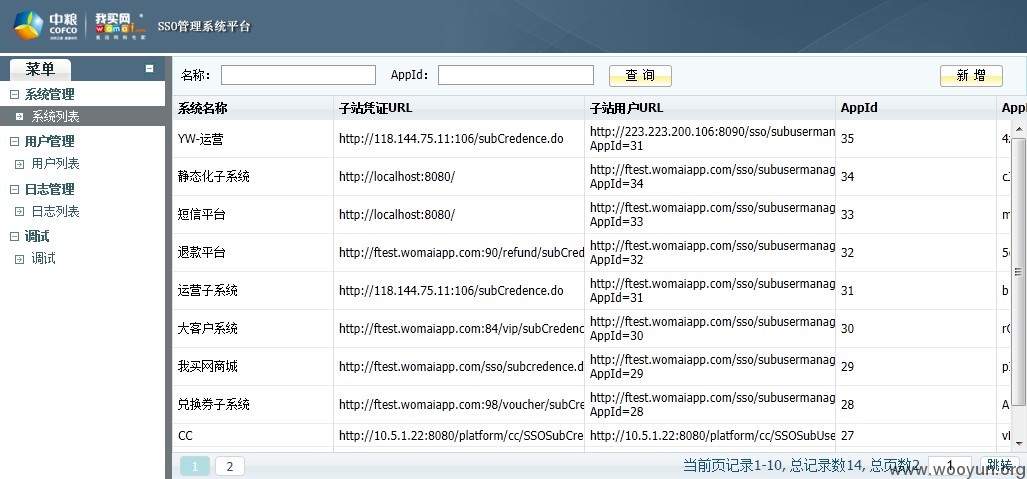 中粮 COFCO 我买网 womai.com SSO管理系统平台
菜单
系统管理
系统列表
用户管理
用户列表
日志管理
日志列表
调试
调试
名称: AppId: 查 询 新 增
系统名称 子站凭证URL 子站用户URL AppId App
YW-运营 http://118.144.75.11:106/subCredence.do http://223.223.200.106:8090/sso/subuserman AppId=31 35
静态化子系统 http://localhost:8080/ http://ftest.womaiapp.com/sso/subusermanag AppId=34 34
短信平台 http://localhost:8080/ http://ftest.womaiapp.com/sso/subusermanag AppId=33 33
退款平台 http://ftest.womaiapp.com:90/refund/subCred http://ftest.womaiapp.com/sso/subusermanag AppId=32 32
运营子系统 http://118.144.75.11:106/subCredence.do http://ftest.womaiapp.com/sso/subusermanag AppId=31 31
大客户系统 http://ftest.womaiapp.com:84/vip/subCredenc http://ftest.womaiapp.com/sso/subusermanag AppId=30 30
我买网商城 http://ftest.womaiapp.com/sso/subcredence.d http://ftest.womaiapp.com/sso/subusermanag AppId=29 29
兑换券子系统 http://ftest.womaiapp.com:98/voucher/subCre http://ftest.womaiapp.com/sso/subusermanag AppId=28 28
CC http://10.5.1.22:8080/platform/cc/SSOSubCre http://10.5.1.22:8080/platform/cc/SSOSubUse 27
1 2 当前页记录1-10, 总记录数14, 总页数2 1 跳转
www.wooyun.org